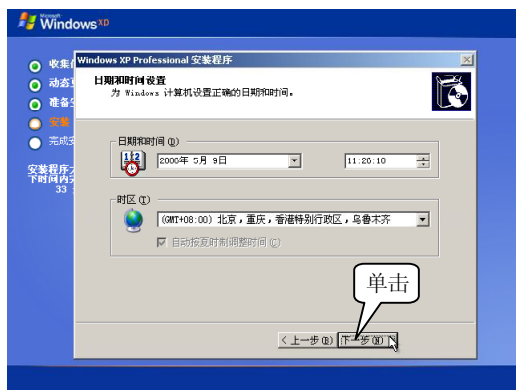 Microsoft
Windows XP
收集
动态
准备
安装
完成
安装程序
下时间内
33
Windows XP Professional 安装程序
日期和时间设置
为 Windows 计算机设置正确的日期和时间。
日期和时间(D)
2000年 5月 9日
11:26:10
时区(T)
(GMT+08:00) 北京，重庆，香港特别行政区，乌鲁木齐
自动按夏时制调整时间(C)
单击
<上一步(B)
下一步(N)